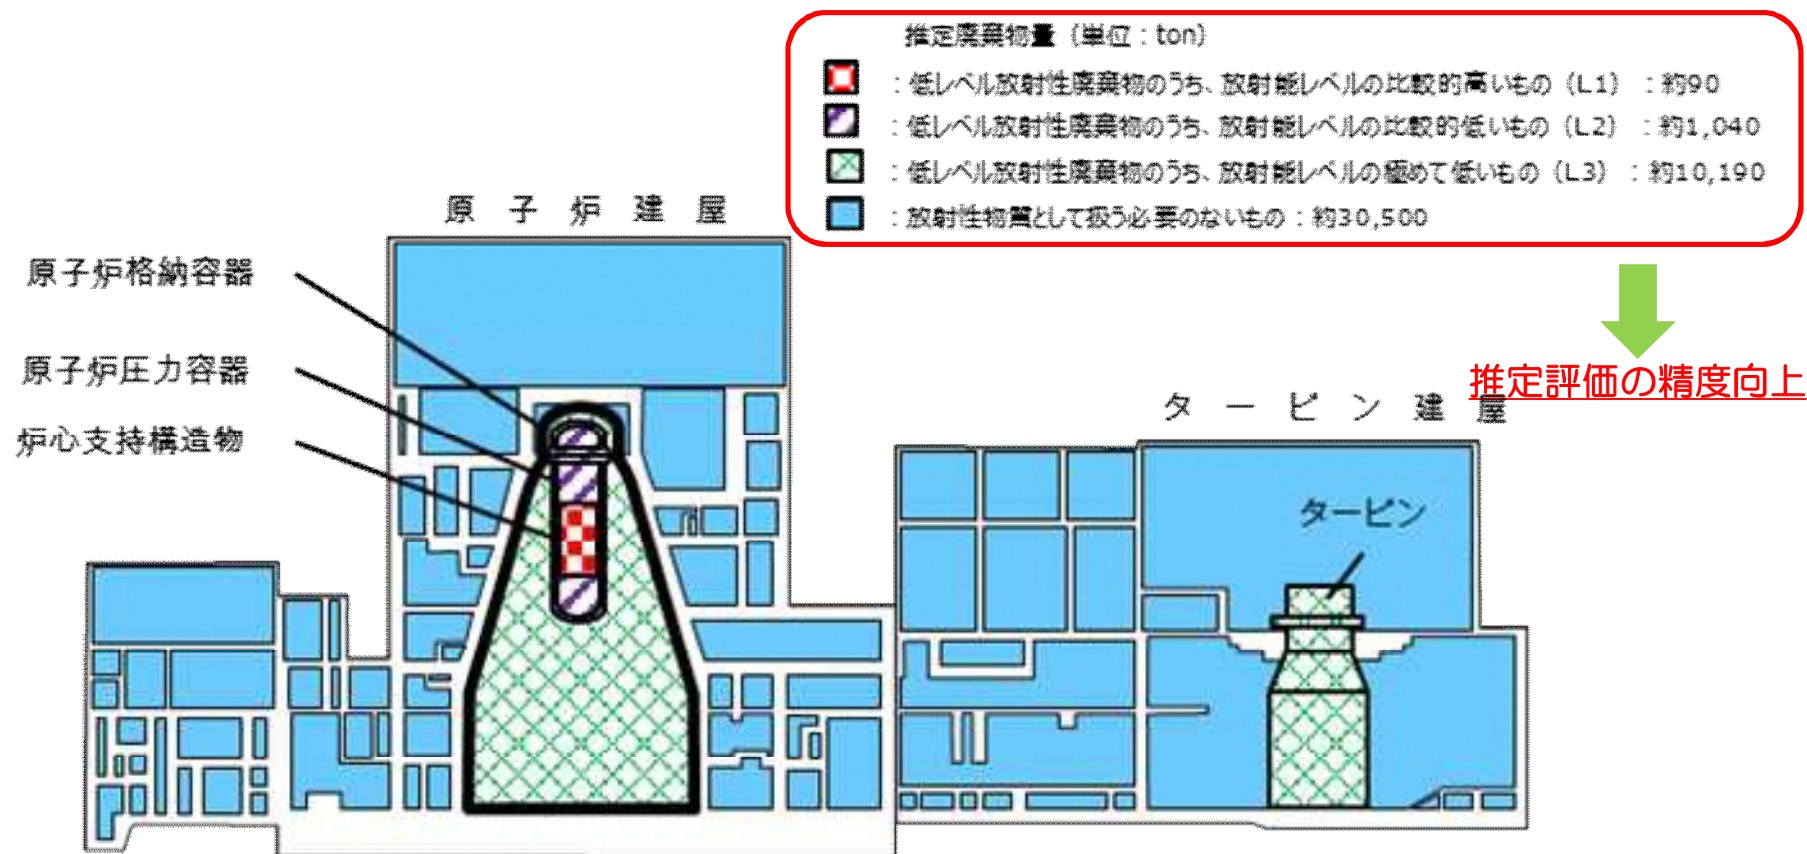 推定廃棄物量（単位：ton）
：低レベル放射性廃棄物のうち、放射能レベルの比較的高いもの（L1）：約90
：低レベル放射性廃棄物のうち、放射能レベルの比較的低いもの（L2）：約1,040
：低レベル放射性廃棄物のうち、放射能レベルの極めて低いもの（L3）：約10,190
：放射性物質として扱う必要のないもの：約30,500
原子炉建屋
原子炉格納容器
原子炉圧力容器
炉心支持構造物
推定評価の精度向上
タービン建屋
タービン